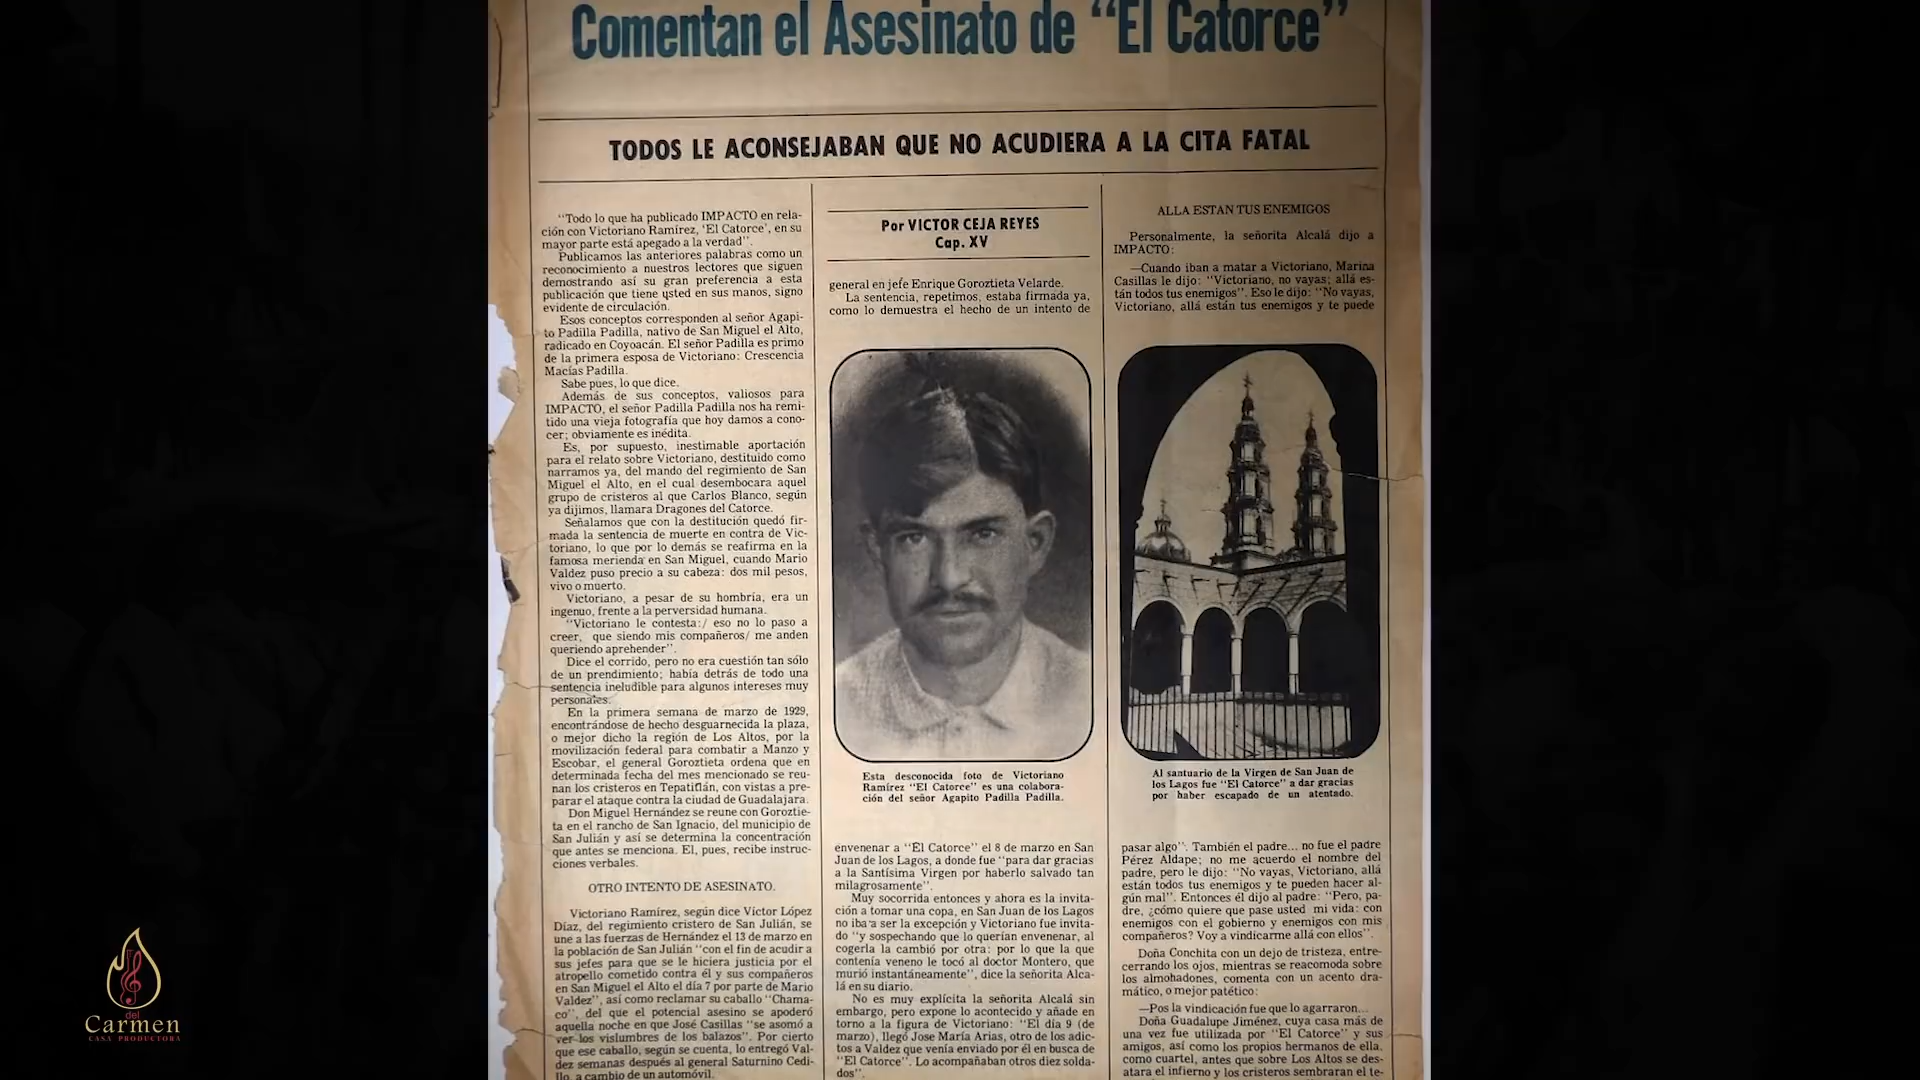 Comentan el Asesinato de “El Catorce”
TODOS LE ACONSEJABAN QUE NO ACUDIERA A LA CITA FATAL
“Todo lo que ha publicado IMPACTO en rela-
ción con Victoriano Ramírez, ‘El Catorce’, en su
mayor parte está apegado a la verdad”.
Publicamos las anteriores palabras como un
reconocimiento a nuestros lectores que siguen
demostrando así su gran preferencia a esta
publicación que tiene usted en sus manos, signo
evidente de circulación.
Esos conceptos corresponden al señor Agapi-
to Padilla Padilla, nativo de San Miguel el Alto,
radicado en Coyoacán. El señor Padilla es primo
de la primera esposa de Victoriano: Crescencia
Macías Padilla.
Sabe pues, lo que dice.
Además de sus conceptos, valiosos para
IMPACTO, el señor Padilla Padilla nos ha remi-
tido una vieja fotografía que hoy damos a cono-
cer; obviamente es inédita.
Es, por supuesto, inestimable aportación
para el relato sobre Victoriano, destituido como
narramos ya, del mando del regimiento de San
Miguel el Alto, en el cual desembocara aquel
grupo de cristeros al que Carlos Blanco, según
ya dijimos, llamara Dragones del Catorce.
Señalamos que con la destitución quedó fir-
mada la sentencia de muerte en contra de Vic-
toriano, lo que por lo demás se reafirma en la
famosa merienda en San Miguel, cuando Mario
Valdez puso precio a su cabeza: dos mil pesos,
vivo o muerto.
Victoriano, a pesar de su hombría, era un
ingenuo, frente a la perversidad humana.
“Victoriano le contesta:/ eso no lo paso a
creer, que siendo mis compañeros/ me anden
queriendo aprehender”.
Dice el corrido, pero no era cuestión tan sólo
de un prendimiento; había detrás de todo una
sentencia ineludible para algunos intereses muy
personales.
En la primera semana de marzo de 1929,
encontrándose de hecho desguarnecida la plaza,
o mejor dicho la región de Los Altos, por la
movilización federal para combatir a Manzo y
Escobar, el general Goroztieta ordena que en
determinada fecha del mes mencionado se reu-
nan los cristeros en Tepatitlán, con vistas a pre-
parar el ataque contra la ciudad de Guadalajara.
Don Miguel Hernández se reune con Gorozti­e-
ta en el rancho de San Ignacio, del municipio de
San Julián y así se determina la concentración
que antes se menciona. El, pues, recibe instruc-
ciones verbales.
OTRO INTENTO DE ASESINATO.
Victoriano Ramírez, según dice Víctor López
Díaz, del regimiento cristero de San Julián, se
une a las fuerzas de Hernández el 13 de marzo en
la población de San Julián “con el fin de acudir a
sus jefes para que se le hiciera justicia por el
atropello cometido contra él y sus compañeros
en San Miguel el Alto el día 7 por parte de Mario
Valdez”, así como reclamar su caballo “Chama-
co”, del que el potencial asesino se apoderó
aquella noche en que José Casillas “se asomó a
ver los vislumbres de los balazos”. Por cierto
que ese caballo, según se cuenta, lo entregó Val-
dez semanas después al general Saturnino Cedi-
llo, a cambio de un automóvil.
Por VICTOR CEJA REYES
Cap. XV
general en jefe Enrique Goroztieta Velarde.
La sentencia, repetimos, estaba firmada ya,
como lo demuestra el hecho de un intento de
Esta desconocida foto de Victoriano
Ramírez “El Catorce” es una colabora-
ción del señor Agapito Padilla Padilla.
envenenar a “El Catorce” el 8 de marzo en San
Juan de los Lagos, a donde fue “para dar gracias
a la Santísima Virgen por haberlo salvado tan
milagrosamente”.
Muy socorrida entonces y ahora es la invita-
ción a tomar una copa, en San Juan de los Lagos
no iba a ser la excepción y Victoriano fue invita-
do “y sospechando que lo querían envenenar, al
cogerla la cambió por otra: por lo que la que
contenía veneno le tocó al doctor Montero, que
murió instantáneamente”, dice la señorita Alca-
lá en su diario.
No es muy explícita la señorita Alcalá sin
embargo, pero expone lo acontecido y añade en
torno a la figura de Victoriano: “El día 9 (de
marzo), llegó Jose María Arias, otro de los adic-
tos a Valdez que venía enviado por él en busca de
“El Catorce”. Lo acompañaban otros diez solda-
dos”.
ALLA ESTAN TUS ENEMIGOS
Personalmente, la señorita Alcalá dijo a
IMPACTO:
—Cuando iban a matar a Victoriano, Marina
Casillas le dijo: “Victoriano, no vayas; allá es-
tán todos tus enemigos”. Eso le dijo: “No vayas,
Victoriano, allá están tus enemigos y te puede
Al santuario de la Virgen de San Juan de
los Lagos fue “El Catorce” a dar gracias
por haber escapado de un atentado.
pasar algo”. También el padre... no fue el padre
Pérez Aldape; no me acuerdo el nombre del
padre, pero le dijo: “No vayas, Victoriano, allá
están todos tus enemigos y te pueden hacer al-
gún mal”. Entonces él dijo al padre: “Pero, pa-
dre, ¿cómo quiere que pase usted mi vida: con
enemigos con el gobierno y enemigos con mis
compañeros? Voy a vindicarme allá con ellos”.
Doña Conchita con un dejo de tristeza, entre-
cerrando los ojos, mientras se reacomoda sobre
los almohadones, comenta con un acento dra-
mático, o mejor patético:
—Pos la vindicación fue que lo agarraron...
Doña Guadalupe Jiménez, cuya casa más de
una vez fue utilizada por “El Catorce” y sus
amigos, así como los propios hermanos de ella,
como cuartel, antes que sobre Los Altos se des-
atara el infierno y los cristeros sembraran el te-
del
Carmen
CASA PRODUCTORA